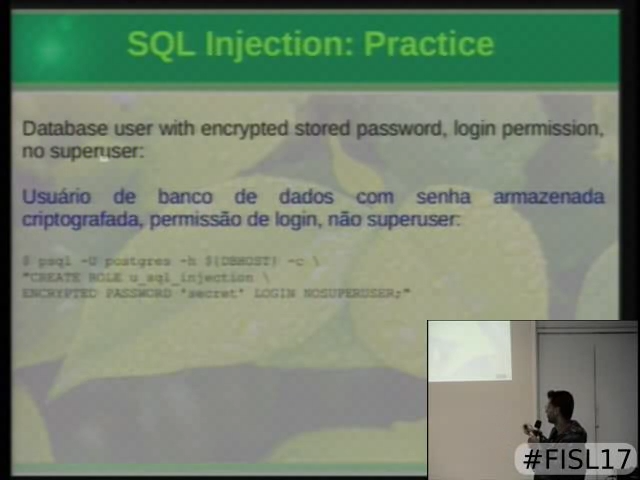 SQL Injection: Practice
Database user with encrypted stored password, login permission,
no superuser:
Usuário de banco de dados com senha armazenada
criptografada, permissão de login, não superuser:
$ psql -U postgres -h ${DBHOST} -c \
"CREATE ROLE u_sql_injection \
ENCRYPTED PASSWORD 'secret' LOGIN NOSUPERUSER;"
#FISL17